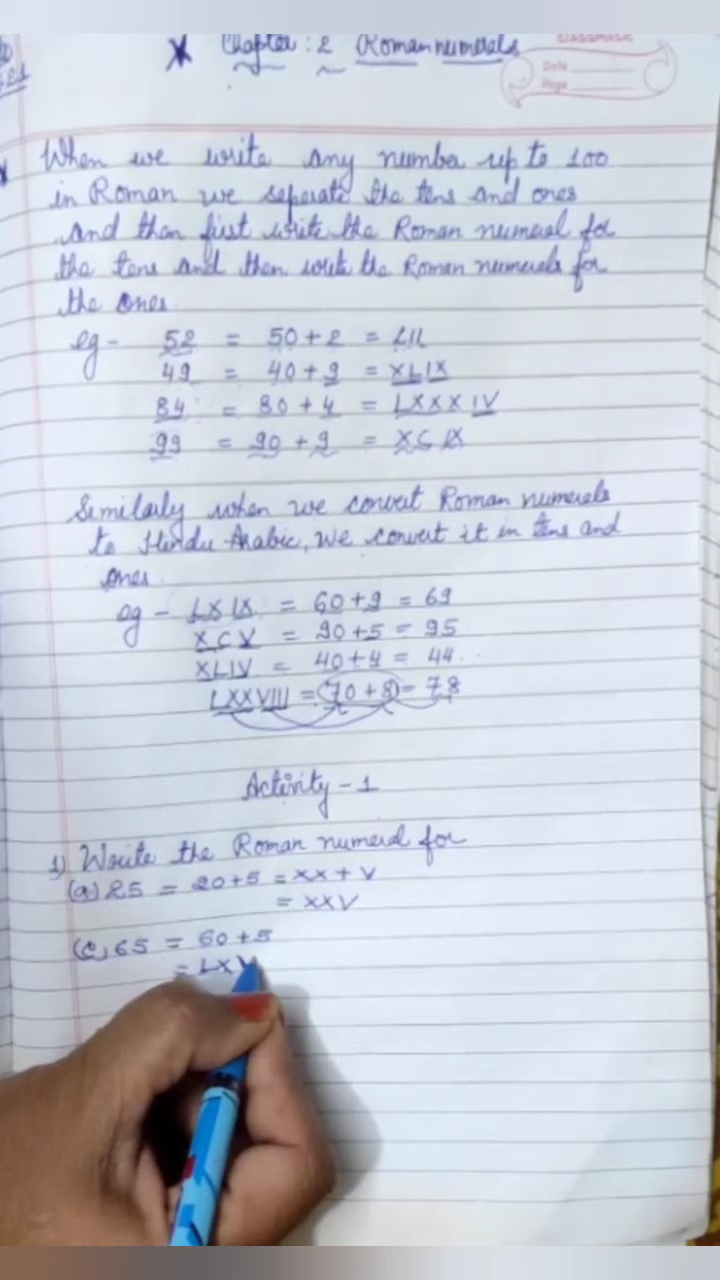 * Chapter : 2 Roman numerals
CLASSMATE
Date
Page
When we write any number up to 100
in Roman we seperate the tens and ones
and then first write the Roman numeral for
the tens and then write the Roman numerals for
the ones.
eg - 52 = 50+2 = LII
49 = 40+9 = XLIX
84 = 80+4 = LXXXIV
99 = 90+9 = XCIX
Similarly when we convert Roman numerals
to Hindu-Arabic, we convert it in tens and
ones.
eg - LXIX = 60+9 = 69
XCV = 90+5 = 95
XLIV = 40+4 = 44.
LXXVIII = (70+8) = 78
Activity - 1
1) Write the Roman numeral for
(a) 25 = 20+5 = XX+V
= XXV
(c) 65 = 60+5
= LXV